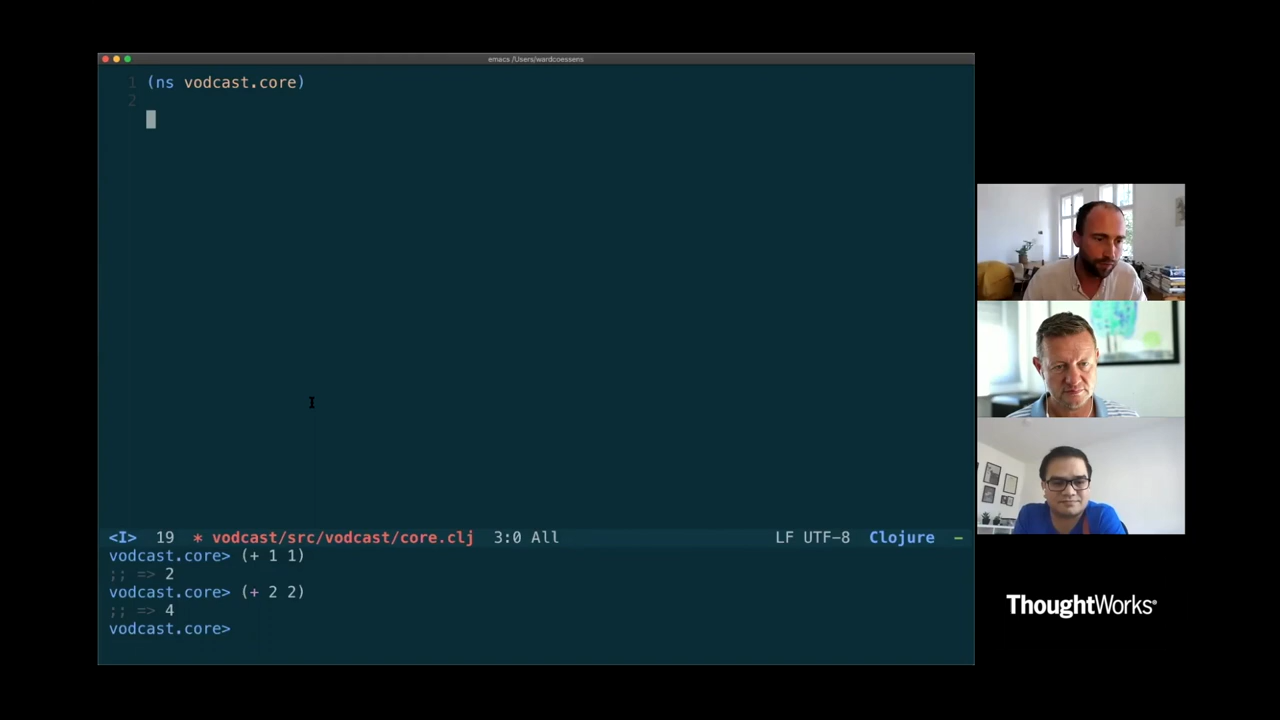 emacs /Users/wardcoessens
1 (ns vodcast.core)
2
<I> 19 * vodcast/src/vodcast/core.clj 3:0 All LF UTF-8 Clojure –
vodcast.core> (+ 1 1)
;; => 2
vodcast.core> (+ 2 2)
;; => 4
vodcast.core>
ThoughtWorks®